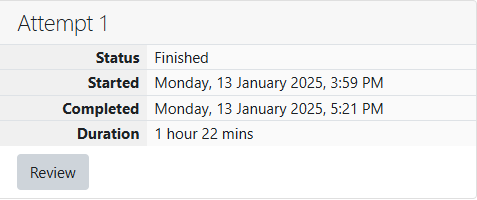 Attempt 1
Status Finished
Started Monday, 13 January 2025, 3:59 PM
Completed Monday, 13 January 2025, 5:21 PM
Duration 1 hour 22 mins
Review